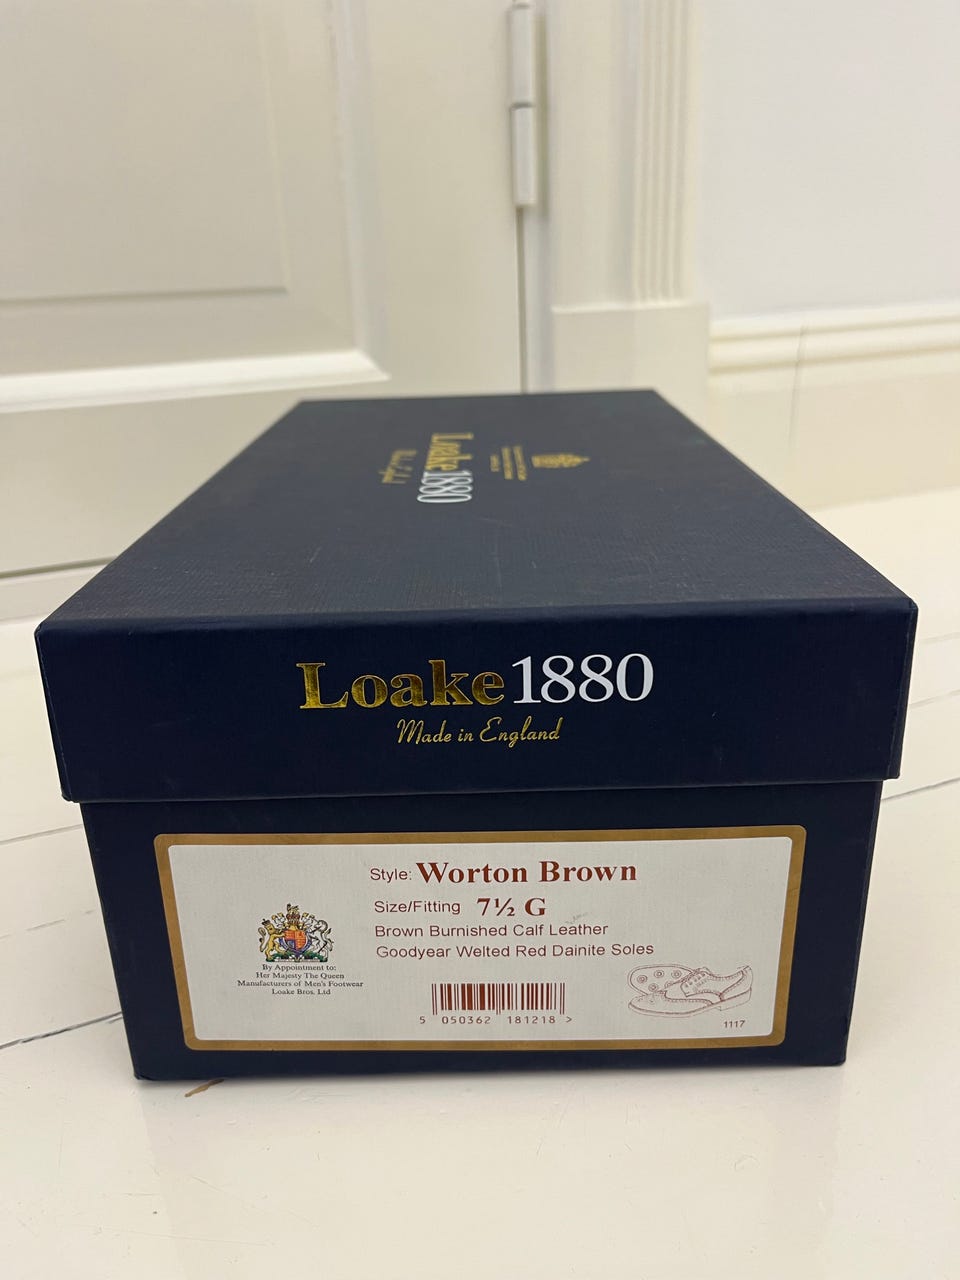 Loake1880
Loake1880
Made in England
Style: Worton Brown
Size/Fitting 7½ G
Brown Burnished Calf Leather
Goodyear Welted Red Dainite Soles
By Appointment to:
Her Majesty The Queen
Manufacturers of Men's Footwear
Loake Bros. Ltd
5 050362 181218 >
1117